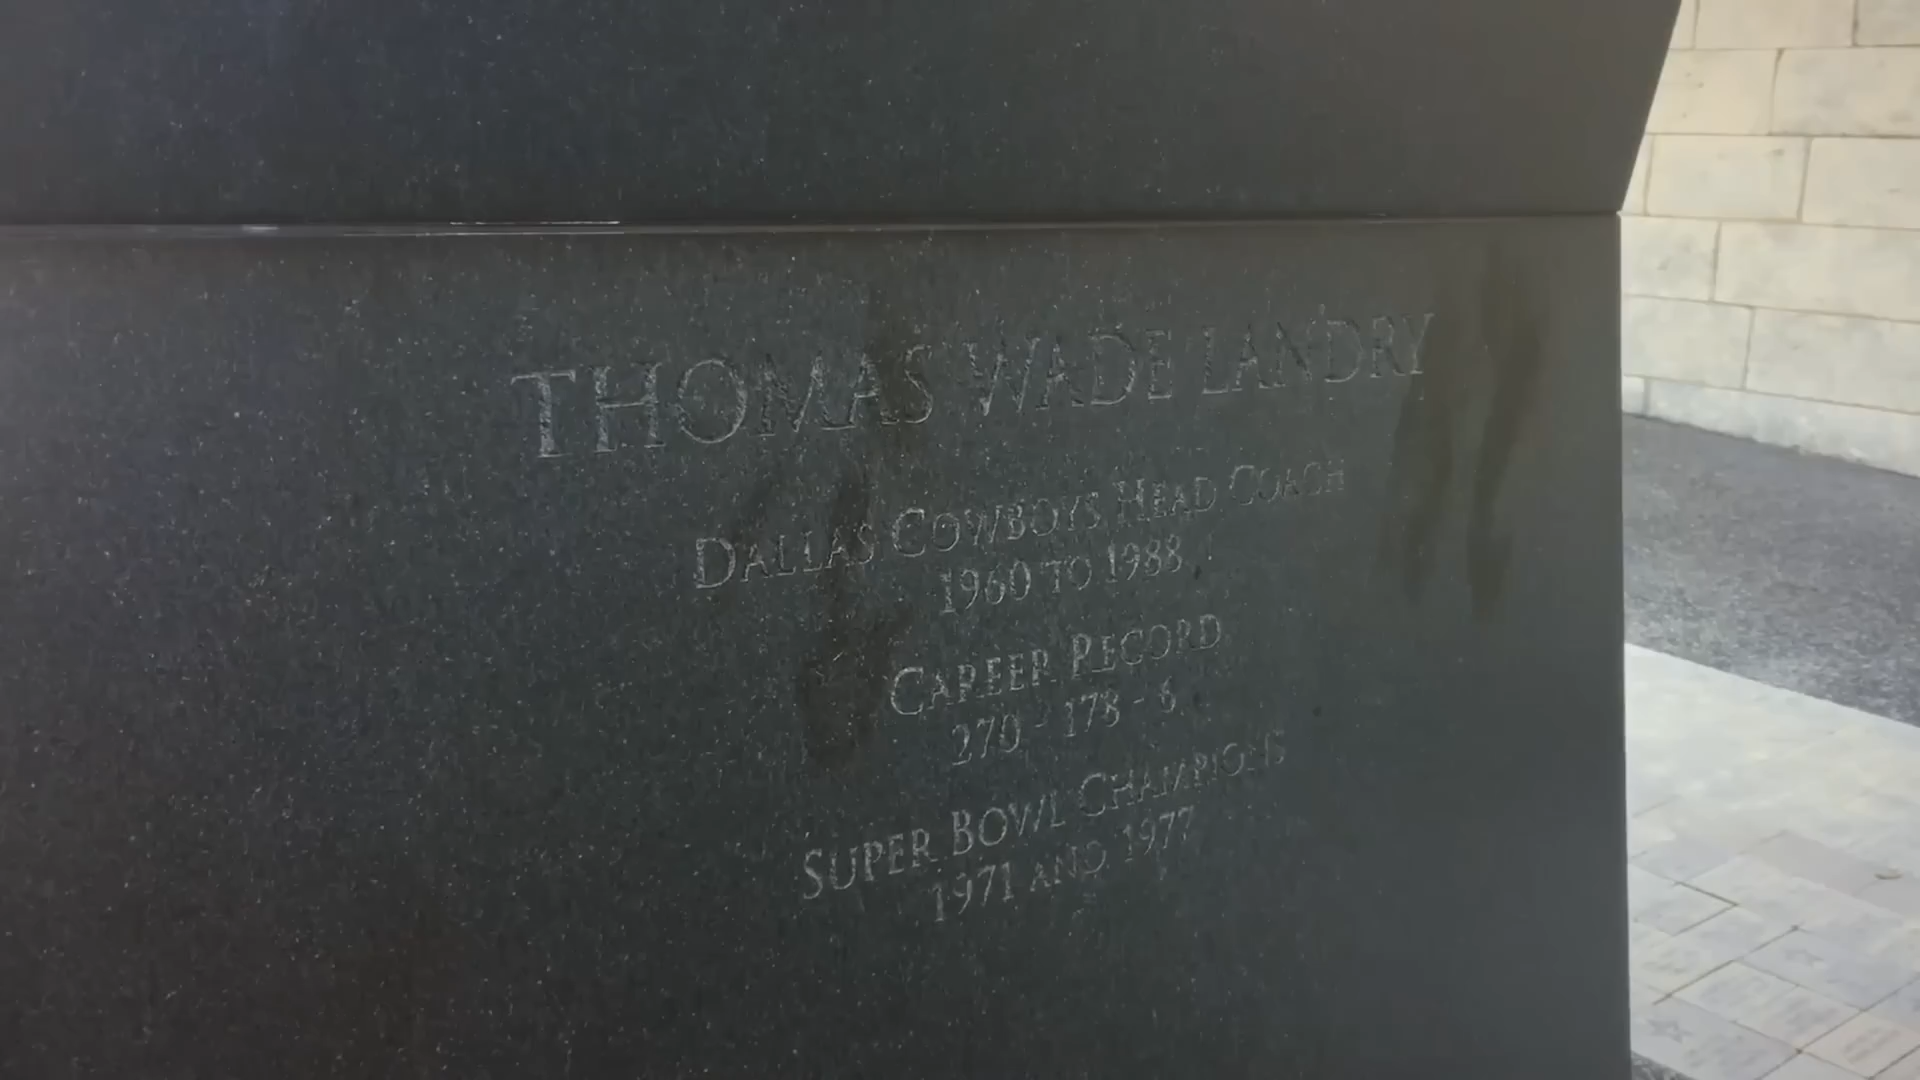 THOMAS WADE LANDRY
DALLAS COWBOYS HEAD COACH
1960 TO 1988
CAREER RECORD
270 - 178 - 6
SUPER BOWL CHAMPIONS
1971 AND 1977